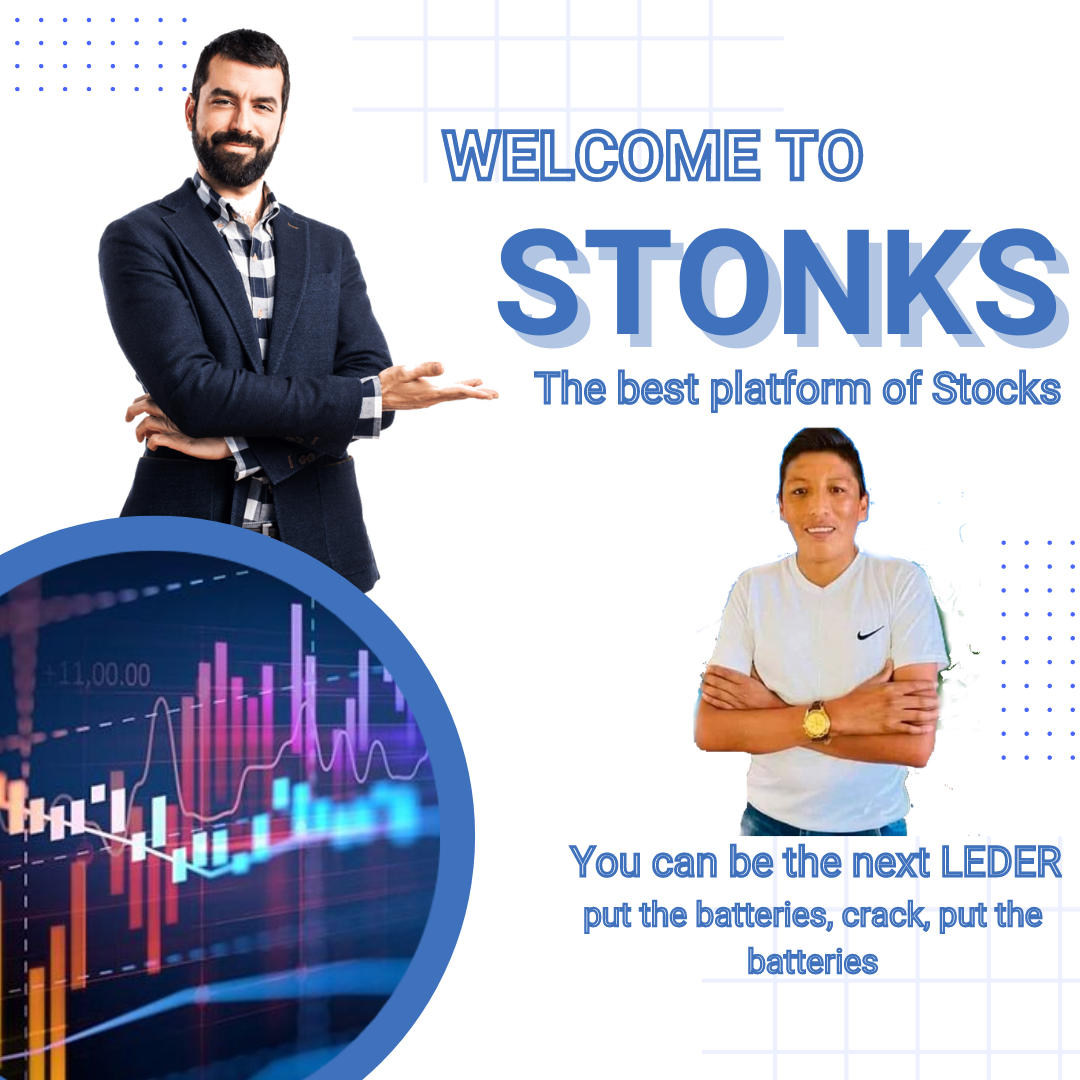 WELCOME TO
STONKS
The best platform of Stocks
+11,00.00
You can be the next LEDER
put the batteries, crack, put the
batteries